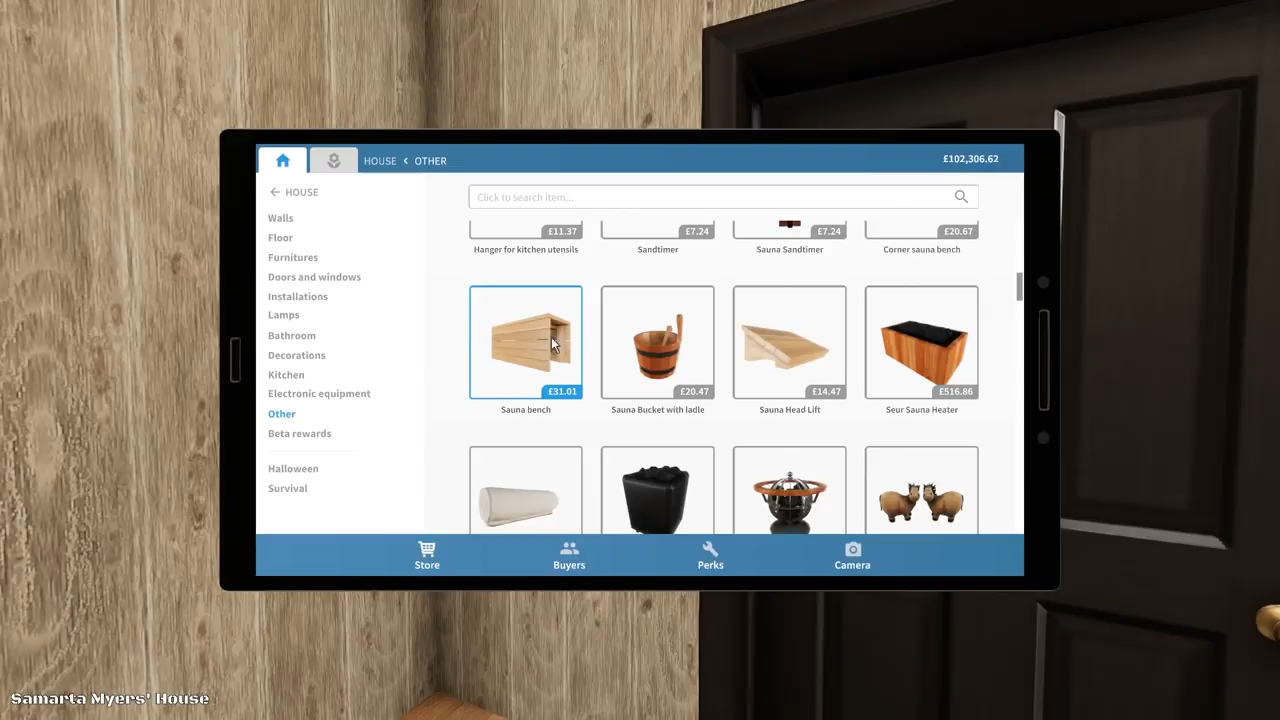 HOUSE < OTHER
£102,306.62
HOUSE
Click to search item...
Walls
Floor
Furnitures
Doors and windows
Installations
Lamps
Bathroom
Decorations
Kitchen
Electronic equipment
Other
Beta rewards
Halloween
Survival
£11.37
£7.24
£7.24
£20.67
Hanger for kitchen utensils
Sandtimer
Sauna Sandtimer
Corner sauna bench
£31.01
£20.47
£14.47
£516.86
Sauna bench
Sauna Bucket with ladle
Sauna Head Lift
Seur Sauna Heater
Store
Buyers
Perks
Camera
Samarta Myers' House